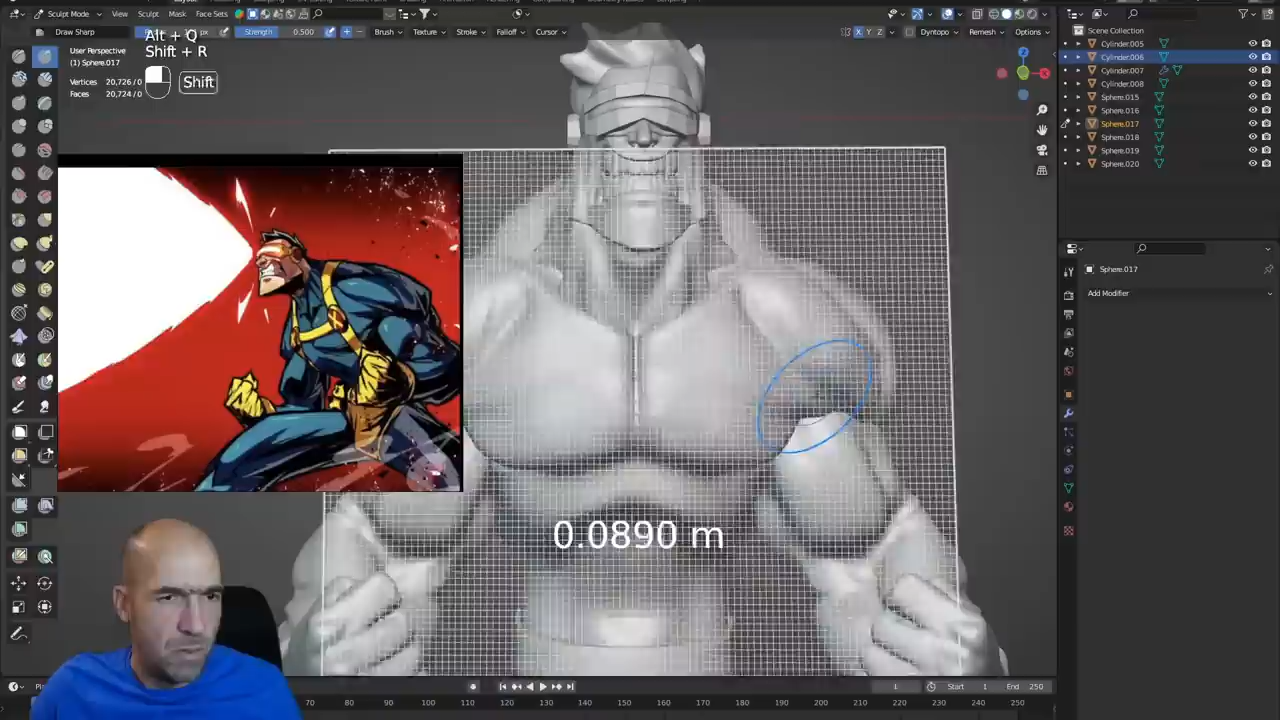 Sculpt Mode View Sculpt Mask Face Sets
Draw Sharp
Strength 0.500
Brush Texture Stroke Falloff Cursor
X Y Z Dyntopo Remesh Options
Alt + Q
Shift + R
Shift
User Perspective
(1) Sphere.017
Vertices 20,726 / 0
Faces 20,724 / 0
Z
X
0.0890 m
Scene Collection
Cylinder.005
Cylinder.006
Cylinder.007
Cylinder.008
Sphere.015
Sphere.016
Sphere.017
Sphere.018
Sphere.019
Sphere.020
Sphere.017
Add Modifier
1 Start 1 End 250
70 80 90 100 110 120 130 140 150 160 170 180 190 200 210 220 230 240 250